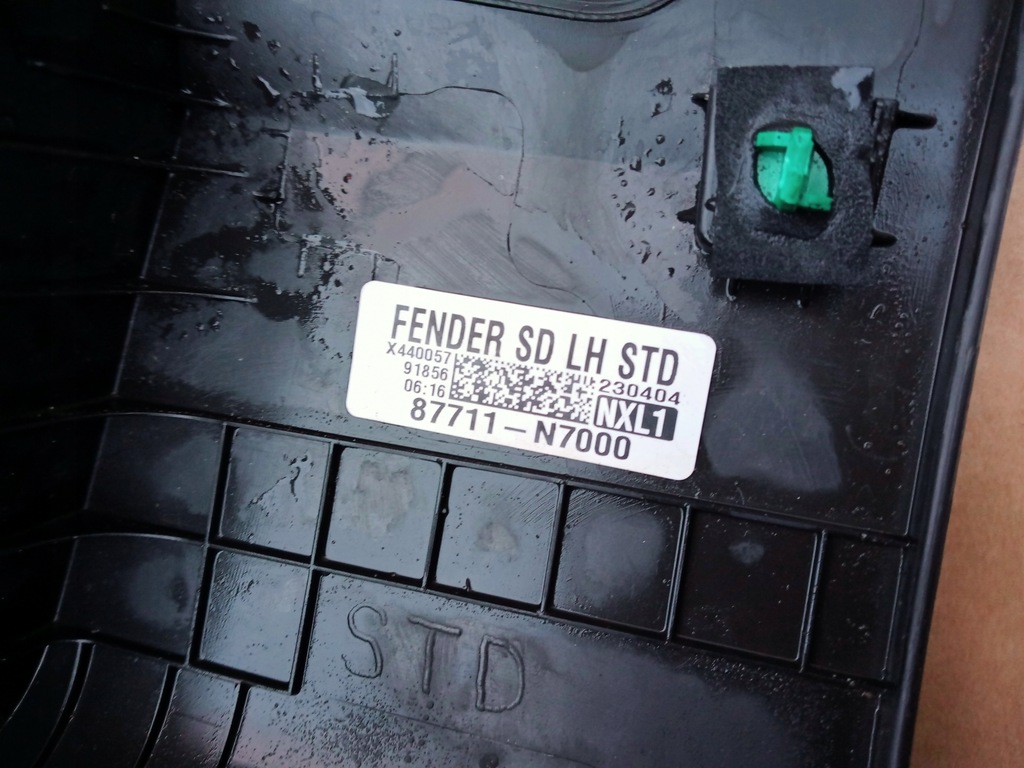 FENDER SD LH STD
X440057
91856
06:16
230404
NXL1
87711-N7000
STD